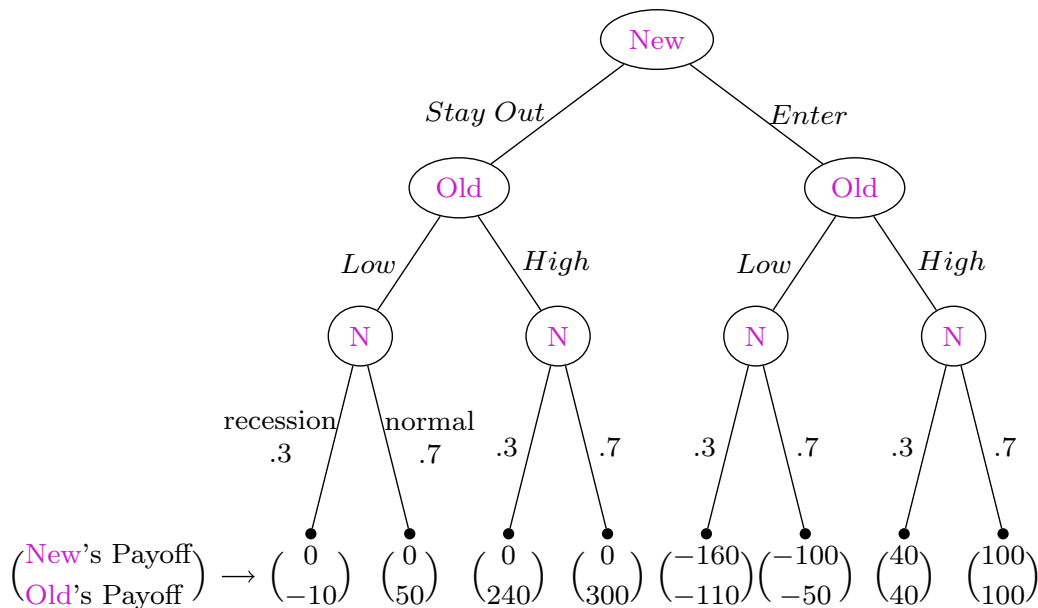 New
Stay Out Enter
Old Old
Low High Low High
N N N N
recession normal
.3 .7 .3 .7 .3 .7 .3 .7
New's Payoff 0 0 0 0 −160 −100 40 100
→
Old's Payoff −10 50 240 300 −110 −50 40 100